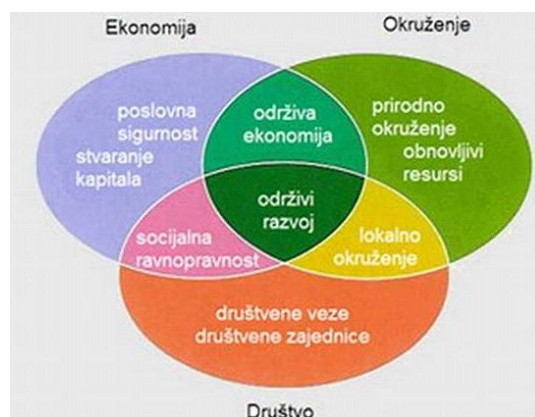 Ekonomija
Okruženje
poslovna
sigurnost
stvaranje
kapitala
održiva
ekonomija
prirodno
okruženje
obnovljivi
resursi
održivi
razvoj
socijalna
ravnopravnost
lokalno
okruženje
društvene veze
društvene zajednice
Društvo